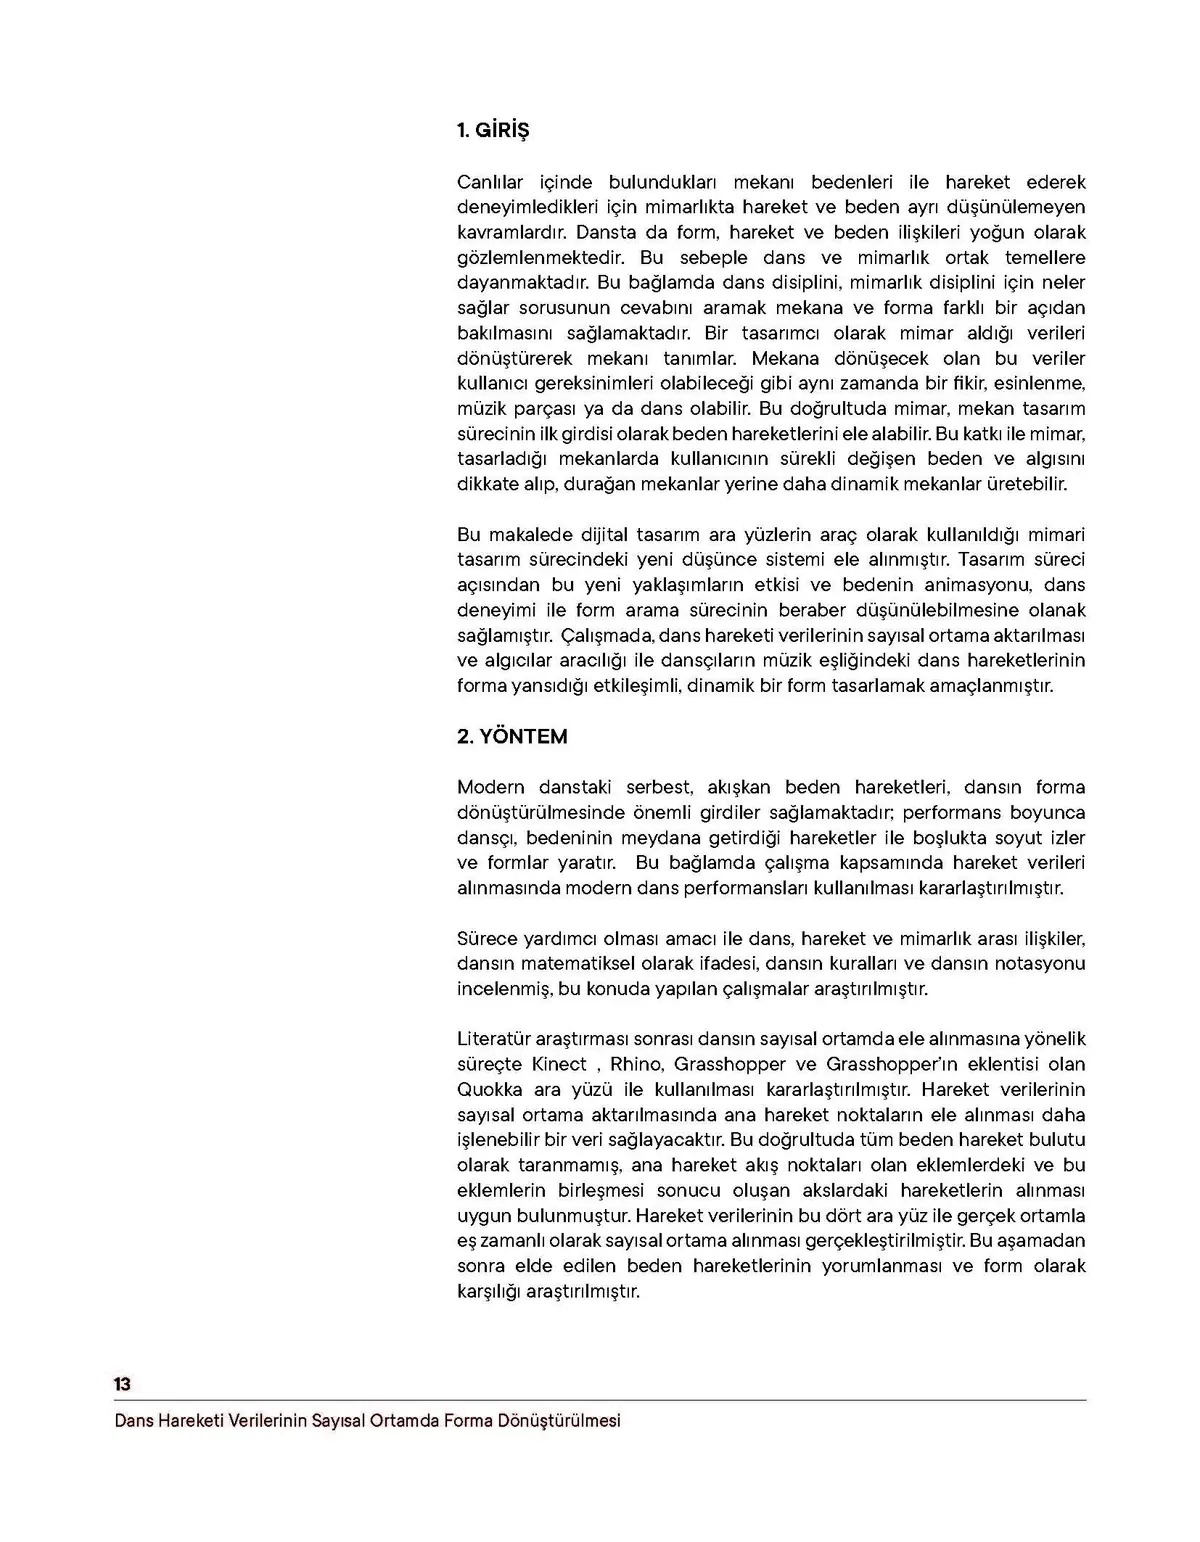 1. GİRİŞ
Canlılar içinde bulundukları mekanı bedenleri ile hareket ederek
deneyimledikleri için mimarlıkta hareket ve beden ayrı düşünülemeyen
kavramlardır. Dansta da form, hareket ve beden ilişkileri yoğun olarak
gözlemlenmektedir. Bu sebeple dans ve mimarlık ortak temellere
dayanmaktadır. Bu bağlamda dans disiplini, mimarlık disiplini için neler
sağlar sorusunun cevabını aramak mekana ve forma farklı bir açıdan
bakılmasını sağlamaktadır. Bir tasarımcı olarak mimar aldığı verileri
dönüştürerek mekanı tanımlar. Mekana dönüşecek olan bu veriler
kullanıcı gereksinimleri olabileceği gibi aynı zamanda bir fikir, esinlenme,
müzik parçası ya da dans olabilir. Bu doğrultuda mimar, mekan tasarım
sürecinin ilk girdisi olarak beden hareketlerini ele alabilir. Bu katkı ile mimar,
tasarladığı mekanlarda kullanıcının sürekli değişen beden ve algısını
dikkate alıp, durağan mekanlar yerine daha dinamik mekanlar üretebilir.
Bu makalede dijital tasarım ara yüzlerin araç olarak kullanıldığı mimari
tasarım sürecindeki yeni düşünce sistemi ele alınmıştır. Tasarım süreci
açısından bu yeni yaklaşımların etkisi ve bedenin animasyonu, dans
deneyimi ile form arama sürecinin beraber düşünülebilmesine olanak
sağlamıştır. Çalışmada, dans hareketi verilerinin sayısal ortama aktarılması
ve algıcılar aracılığı ile dansçıların müzik eşliğindeki dans hareketlerinin
forma yansıdığı etkileşimli, dinamik bir form tasarlamak amaçlanmıştır.
2. YÖNTEM
Modern danstaki serbest, akışkan beden hareketleri, dansın forma
dönüştürülmesinde önemli girdiler sağlamaktadır; performans boyunca
dansçı, bedeninin meydana getirdiği hareketler ile boşlukta soyut izler
ve formlar yaratır. Bu bağlamda çalışma kapsamında hareket verileri
alınmasında modern dans performansları kullanılması kararlaştırılmıştır.
Sürece yardımcı olması amacı ile dans, hareket ve mimarlık arası ilişkiler,
dansın matematiksel olarak ifadesi, dansın kuralları ve dansın notasyonu
incelenmiş, bu konuda yapılan çalışmalar araştırılmıştır.
Literatür araştırması sonrası dansın sayısal ortamda ele alınmasına yönelik
süreçte Kinect , Rhino, Grasshopper ve Grasshopper'ın eklentisi olan
Quokka ara yüzü ile kullanılması kararlaştırılmıştır. Hareket verilerinin
sayısal ortama aktarılmasında ana hareket noktaların ele alınması daha
işlenebilir bir veri sağlayacaktır. Bu doğrultuda tüm beden hareket bulutu
olarak taranmamış, ana hareket akış noktaları olan eklemlerdeki ve bu
eklemlerin birleşmesi sonucu oluşan akslardaki hareketlerin alınması
uygun bulunmuştur. Hareket verilerinin bu dört ara yüz ile gerçek ortamla
eş zamanlı olarak sayısal ortama alınması gerçekleştirilmiştir. Bu aşamadan
sonra elde edilen beden hareketlerinin yorumlanması ve form olarak
karşılığı araştırılmıştır.
13
Dans Hareketi Verilerinin Sayısal Ortamda Forma Dönüştürülmesi